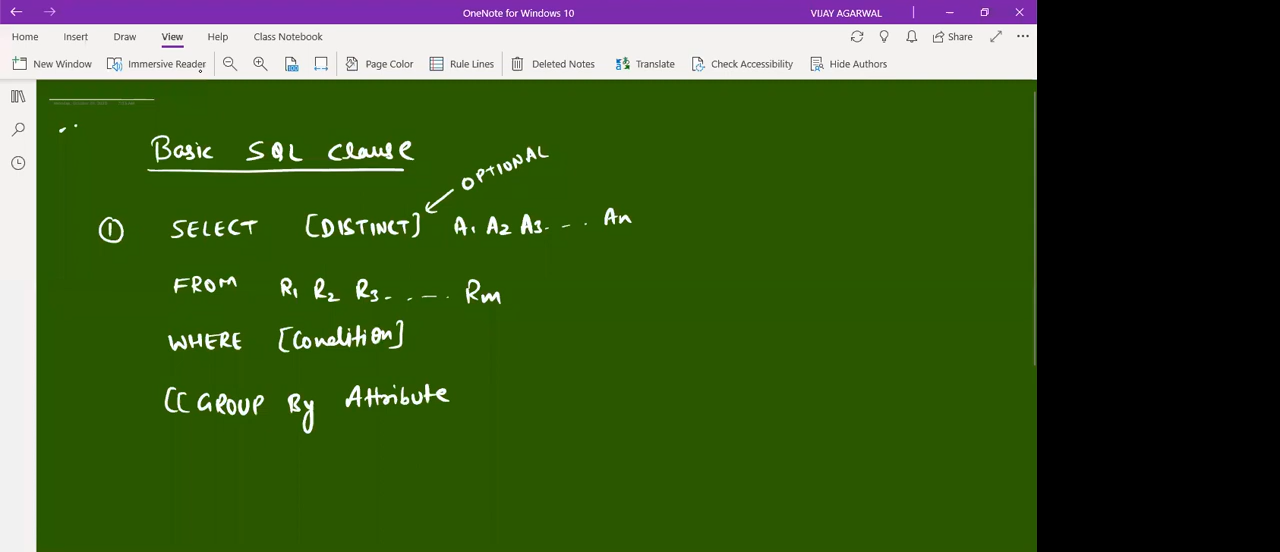 OneNote for Windows 10
VIJAY AGARWAL
Home Insert Draw View Class Notebook
Share
New Window Immersive Reader Page Color Rule Lines Deleted Notes Translate Check Accessibility Hide Authors
Basic SQL Clause
OPTIONAL
① SELECT [DISTINCT] A1 A2 A3..... An
FROM R1 R2 R3...... Rm
WHERE [Condition]
[[GROUP By Attribute